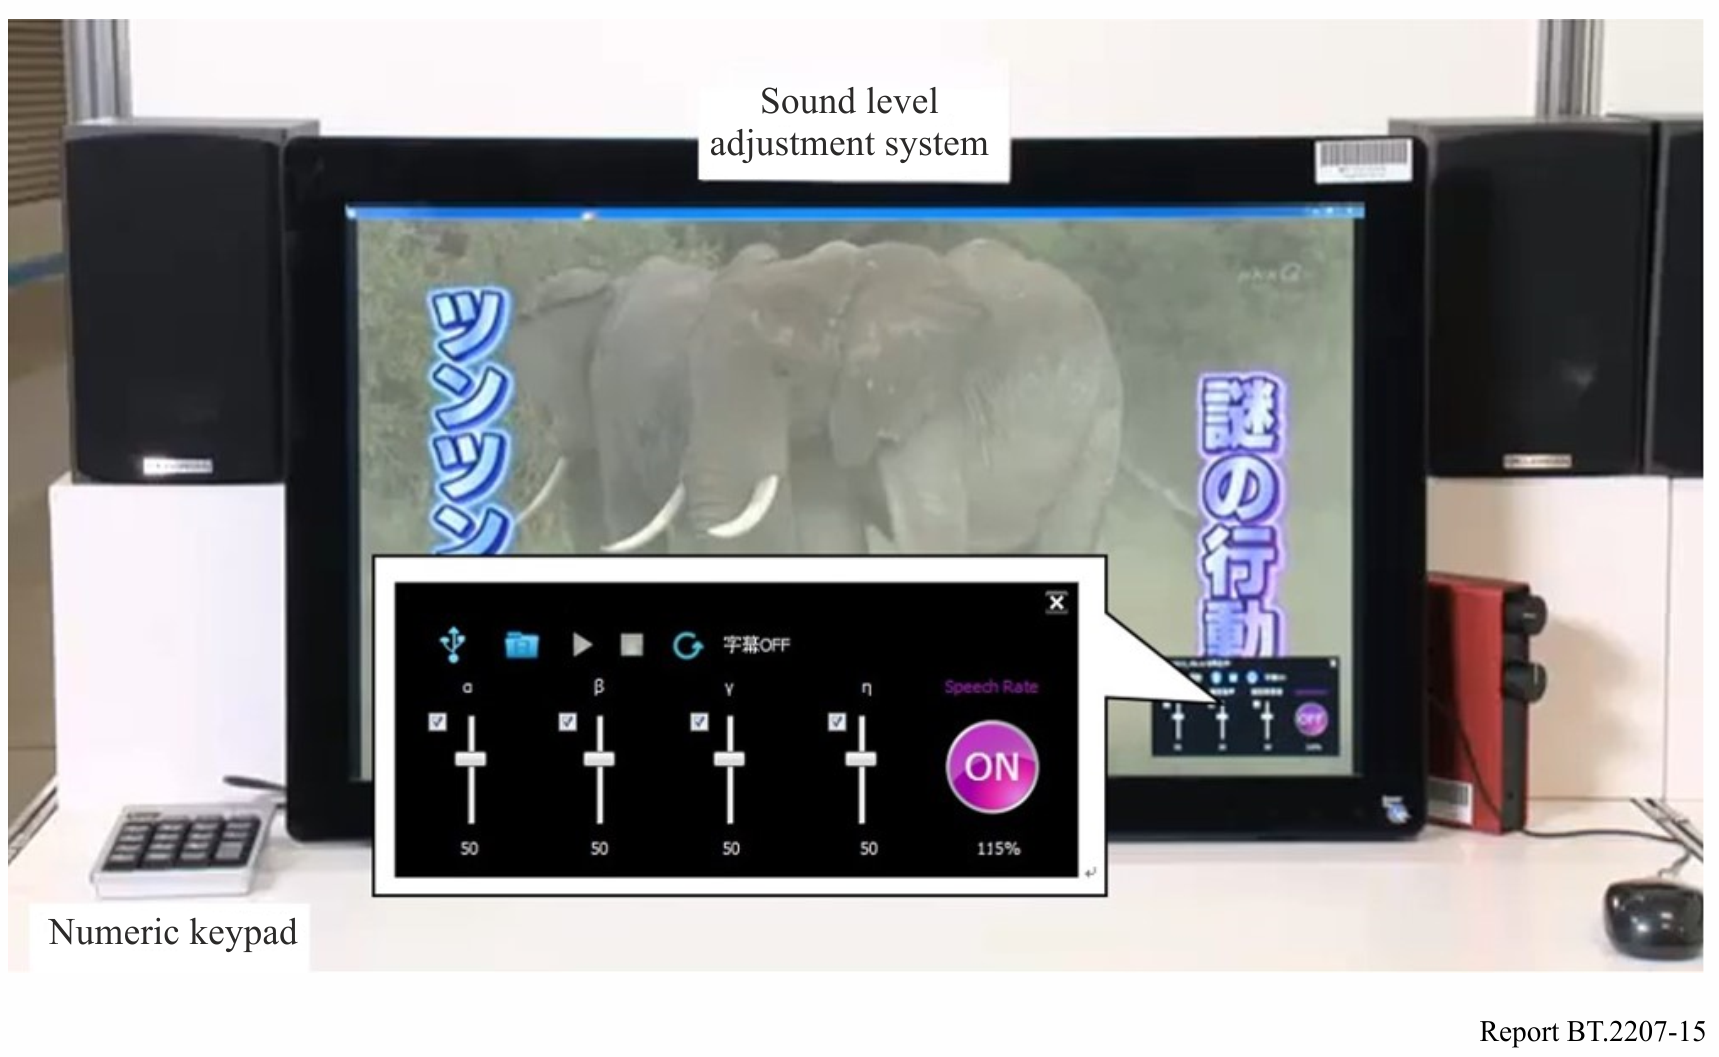 Sound level
adjustment system
ツンツン
謎の行動
字幕OFF
α
β
γ
η
Speech Rate
ON
50
50
50
50
115%
OFF
Numeric keypad
Report BT.2207-15